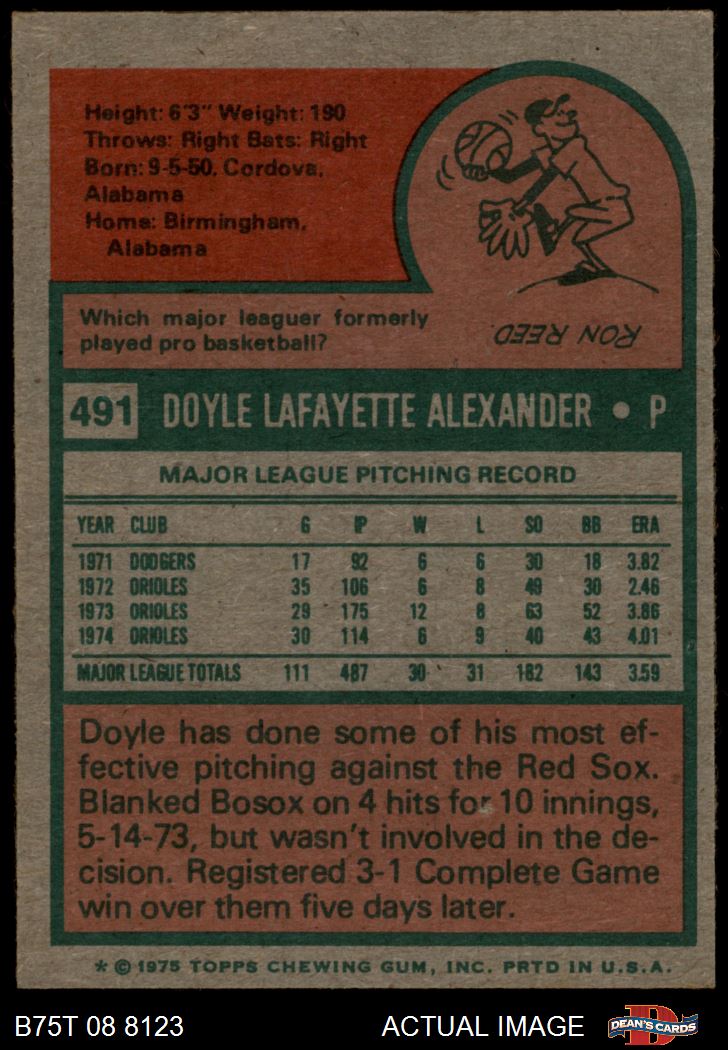 Height: 6'3" Weight: 190
Throws: Right Bats: Right
Born: 9-5-50, Cordova,
Alabama
Home: Birmingham,
Alabama
Which major leaguer formerly
played pro basketball?
RON REED
491 DOYLE LAFAYETTE ALEXANDER • P
MAJOR LEAGUE PITCHING RECORD
YEAR CLUB G IP W L SO BB ERA
1971 DODGERS 17 92 6 6 30 18 3.82
1972 ORIOLES 35 106 6 8 49 30 2.46
1973 ORIOLES 29 175 12 8 63 52 3.86
1974 ORIOLES 30 114 6 9 40 43 4.01
MAJOR LEAGUE TOTALS 111 487 30 31 182 143 3.59
Doyle has done some of his most ef-
fective pitching against the Red Sox.
Blanked Bosox on 4 hits for 10 innings,
5-14-73, but wasn't involved in the de-
cision. Registered 3-1 Complete Game
win over them five days later.
* © 1975 TOPPS CHEWING GUM, INC. PRTD IN U.S.A.
B75T 08 8123 ACTUAL IMAGE
D
DEAN'S CARDS